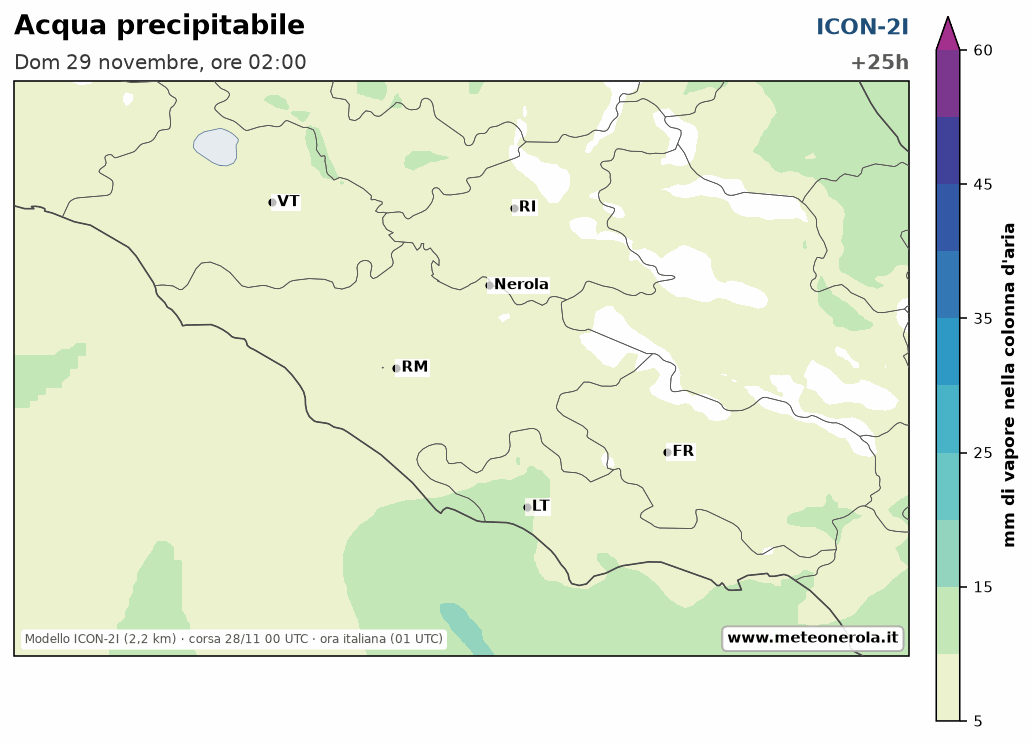 Acqua precipitabile
ICON-2I
Dom 29 novembre, ore 02:00
+25h
60
45
35
25
15
5
mm di vapore nella colonna d'aria
VT
RI
Nerola
RM
FR
LT
Modello ICON-2I (2,2 km) · corsa 28/11 00 UTC · ora italiana (01 UTC)
www.meteonerola.it